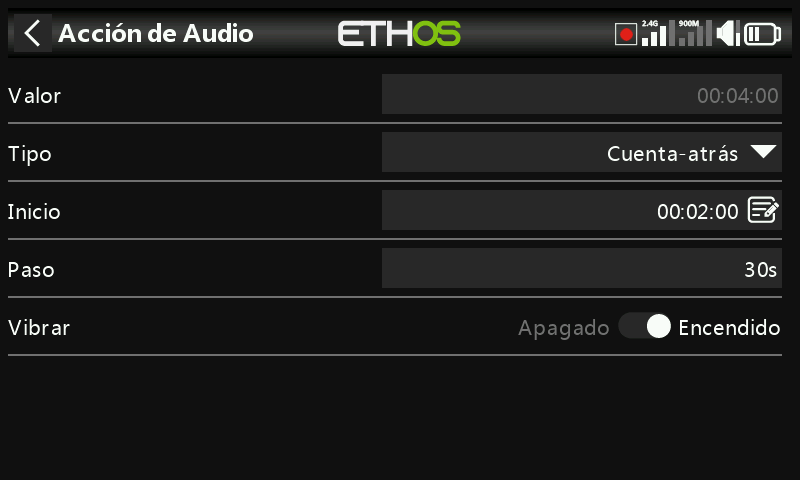 Acción de Audio
ETHOS
2.4G
900M
Valor
00:04:00
Tipo
Cuenta-atrás
Inicio
00:02:00
Paso
30s
Vibrar
Apagado
Encendido